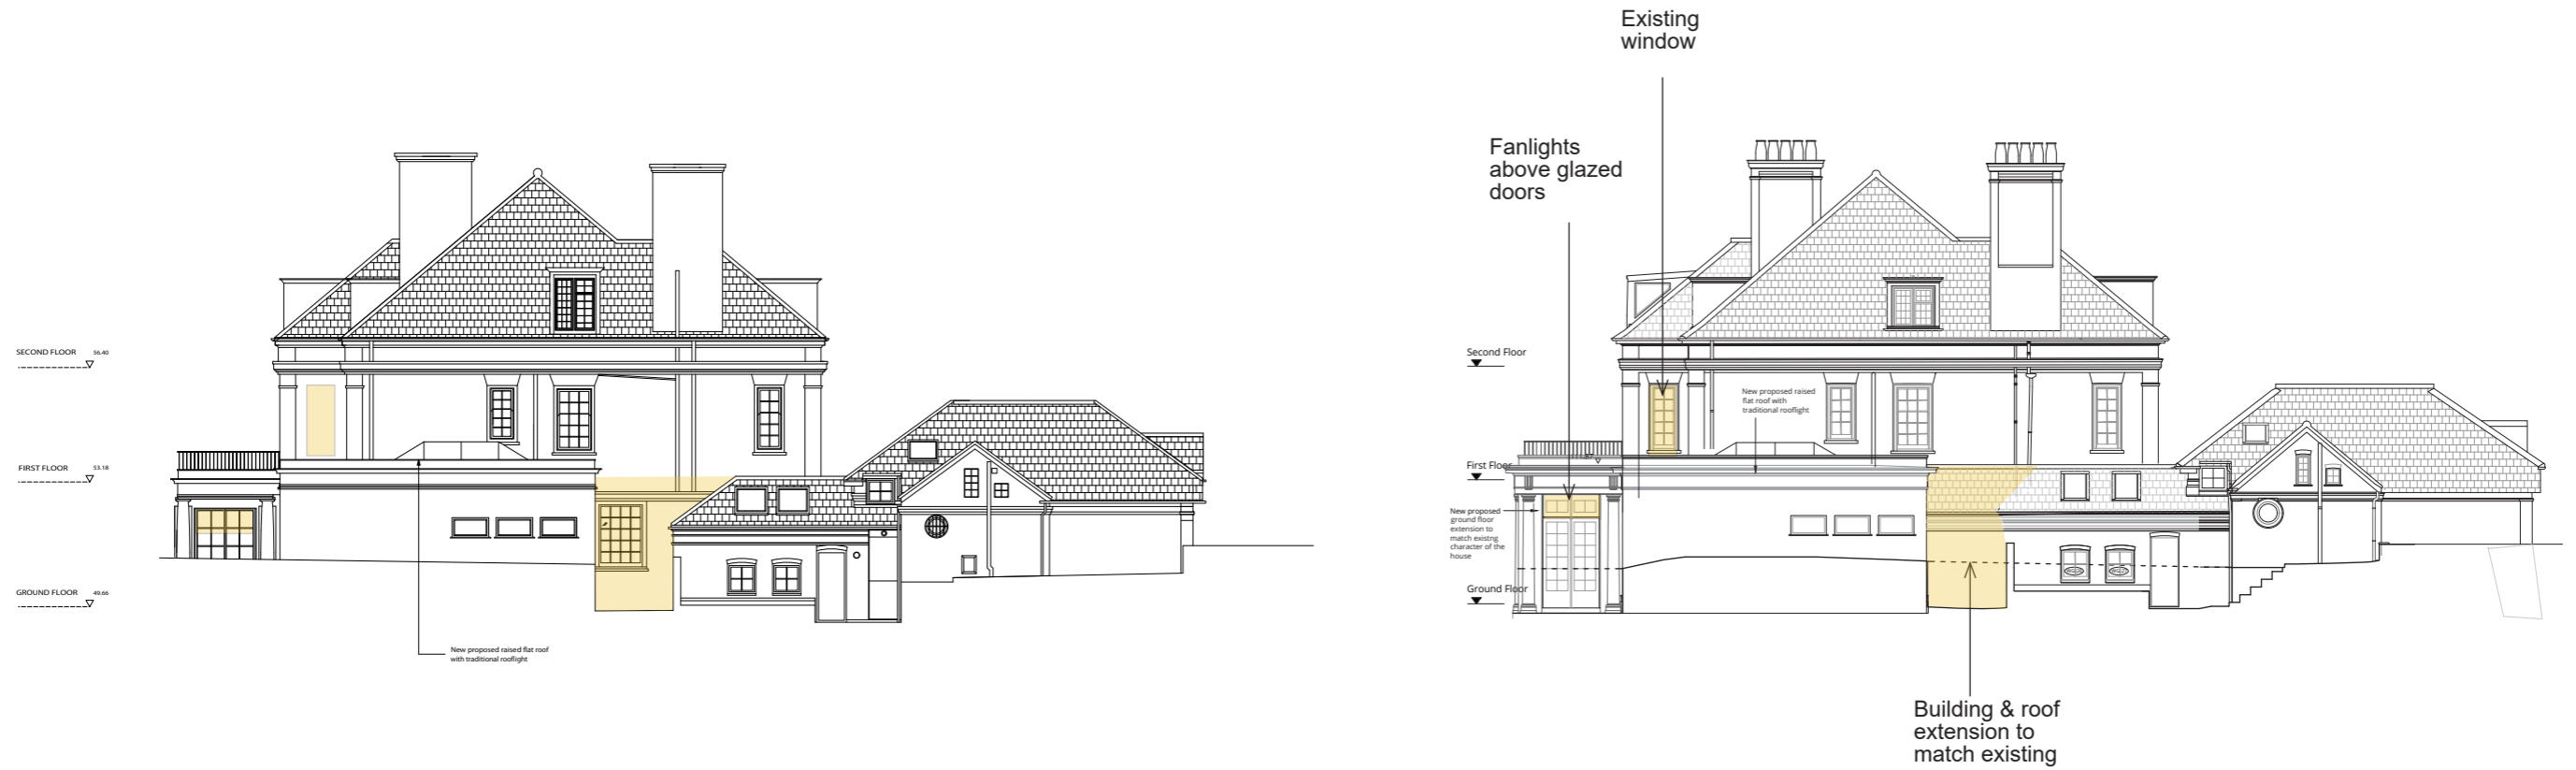 Existing
window
Fanlights
above glazed
doors
SECOND FLOOR 56.40
FIRST FLOOR 53.18
GROUND FLOOR 49.66
New proposed raised flat roof
with traditional rooflight
Second Floor
New proposed raised
flat roof with
traditional rooflight
First Floor
New proposed
ground floor
extension to
match existng
character of the
house
Ground Floor
Building & roof
extension to
match existing